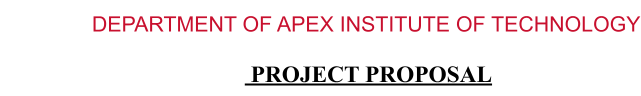 DEPARTMENT OF APEX INSTITUTE OF TECHNOLOGY
PROJECT PROPOSAL